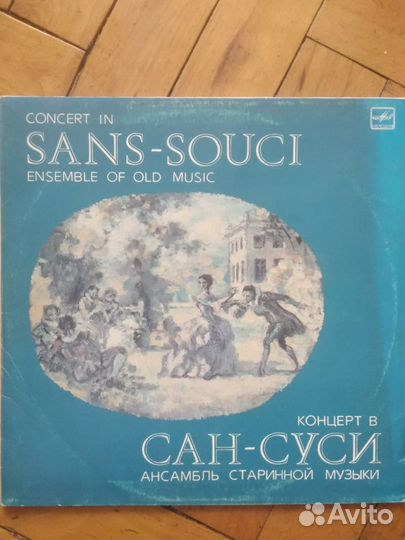 CONCERT IN
SANS-SOUCI
ENSEMBLE OF OLD MUSIC
КОНЦЕРТ В
САН-СУСИ
АНСАМБЛЬ СТАРИННОЙ МУЗЫКИ
Avito